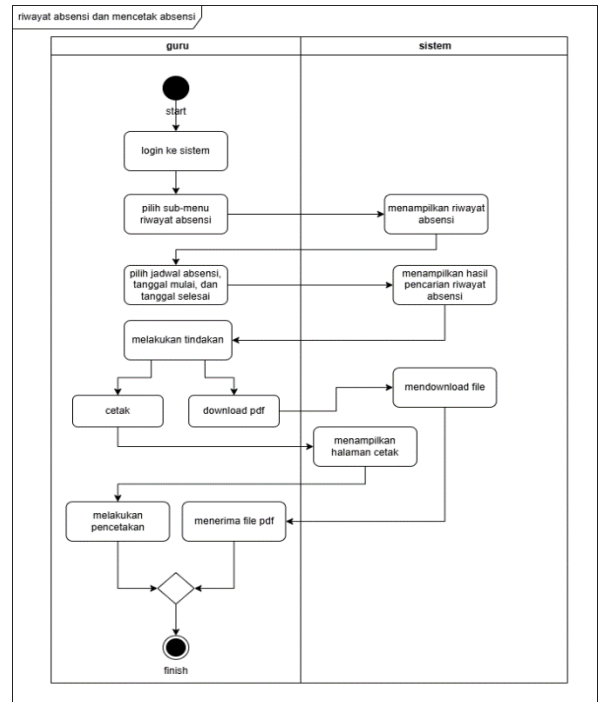 riwayat absensi dan mencetak absensi
guru
sistem
start
login ke sistem
pilih sub-menu
riwayat absensi
menampilkan riwayat
absensi
pilih jadwal absensi,
tanggal mulai, dan
tanggal selesai
menampilkan hasil
pencarian riwayat
absensi
melakukan tindakan
cetak
download pdf
mendownload file
menampilkan
halaman cetak
melakukan
pencetakan
menerima file pdf
finish